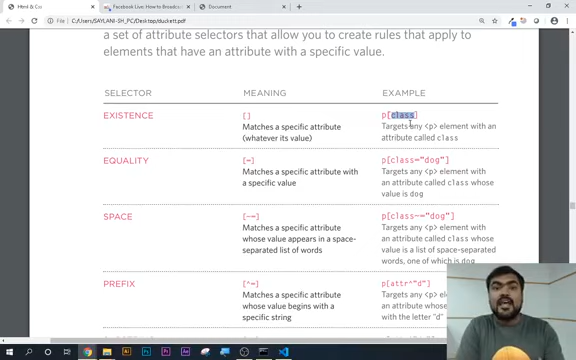 Html & Css
Facebook Live: How to Broadcas
Document
File
C:/Users/SAYLANI-SH_PC/Desktop/duckett.pdf
a set of attribute selectors that allow you to create rules that apply to
elements that have an attribute with a specific value.
SELECTOR MEANING EXAMPLE
EXISTENCE [] p[class]
Matches a specific attribute Targets any <p> element with an
(whatever its value) attribute called class
EQUALITY [=] p[class="dog"]
Matches a specific attribute with Targets any <p> element with
a specific value an attribute called class whose
value is dog
SPACE [~=] p[class~="dog"]
Matches a specific attribute Targets any <p> element with
whose value appears in a space- an attribute called class whose
separated list of words value is a list of space-separated
words, one of which is dog
PREFIX [^=] p[attr^"d"]
Matches a specific attribute Targets any <p> el
whose value begins with a an attribute whose
specific string with the letter "d"